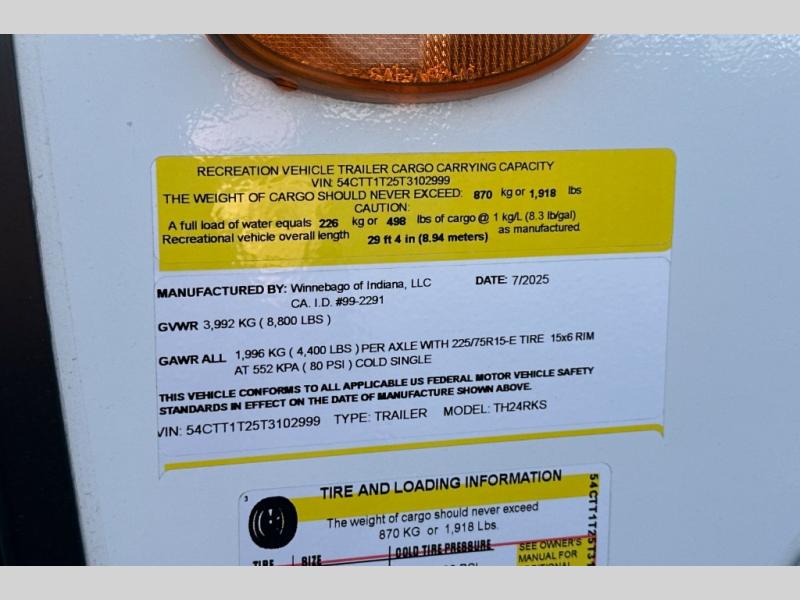 RECREATION VEHICLE TRAILER CARGO CARRYING CAPACITY
VIN: 54CTT1T25T3102999
THE WEIGHT OF CARGO SHOULD NEVER EXCEED: 870 kg or 1,918 lbs
CAUTION:
A full load of water equals 226 kg or 498 lbs of cargo @ 1 kg/L (8.3 lb/gal)
Recreational vehicle overall length 29 ft 4 in (8.94 meters) as manufactured
MANUFACTURED BY: Winnebago of Indiana, LLC DATE: 7/2025
CA. I.D. #99-2291
GVWR 3,992 KG ( 8,800 LBS )
GAWR ALL 1,996 KG ( 4,400 LBS ) PER AXLE WITH 225/75R15-E TIRE 15x6 RIM
AT 552 KPA ( 80 PSI ) COLD SINGLE
THIS VEHICLE CONFORMS TO ALL APPLICABLE US FEDERAL MOTOR VEHICLE SAFETY
STANDARDS IN EFFECT ON THE DATE OF MANUFACTURE SHOWN ABOVE.
VIN: 54CTT1T25T3102999 TYPE: TRAILER MODEL: TH24RKS
3
TIRE AND LOADING INFORMATION
The weight of cargo should never exceed
870 KG or 1,918 Lbs.
TIRE SIZE COLD TIRE PRESSURE
SEE OWNER'S
MANUAL FOR
54CTT1T25T31